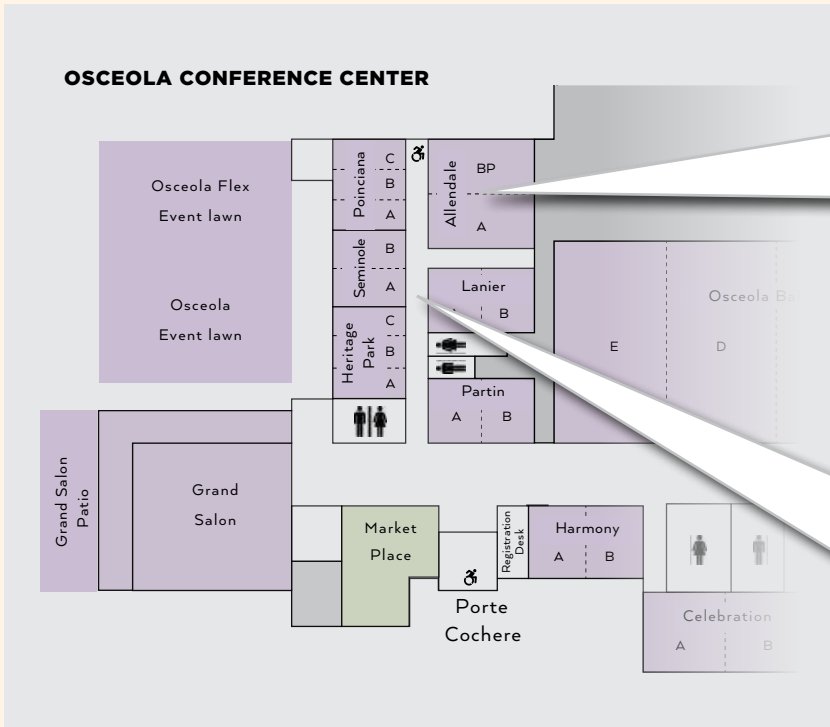 OSCEOLA CONFERENCE CENTER
Osceola Flex
Event lawn
Osceola
Event lawn
Poinciana
C
B
A
Seminole
B
A
Heritage
Park
C
B
A
Allendale
BP
A
Lanier
B
Partin
A B
Osceola
E
D
Grand Salon
Patio
Grand
Salon
Market
Place
Registration
Desk
Harmony
A B
Porte
Cochere
Celebration
A B